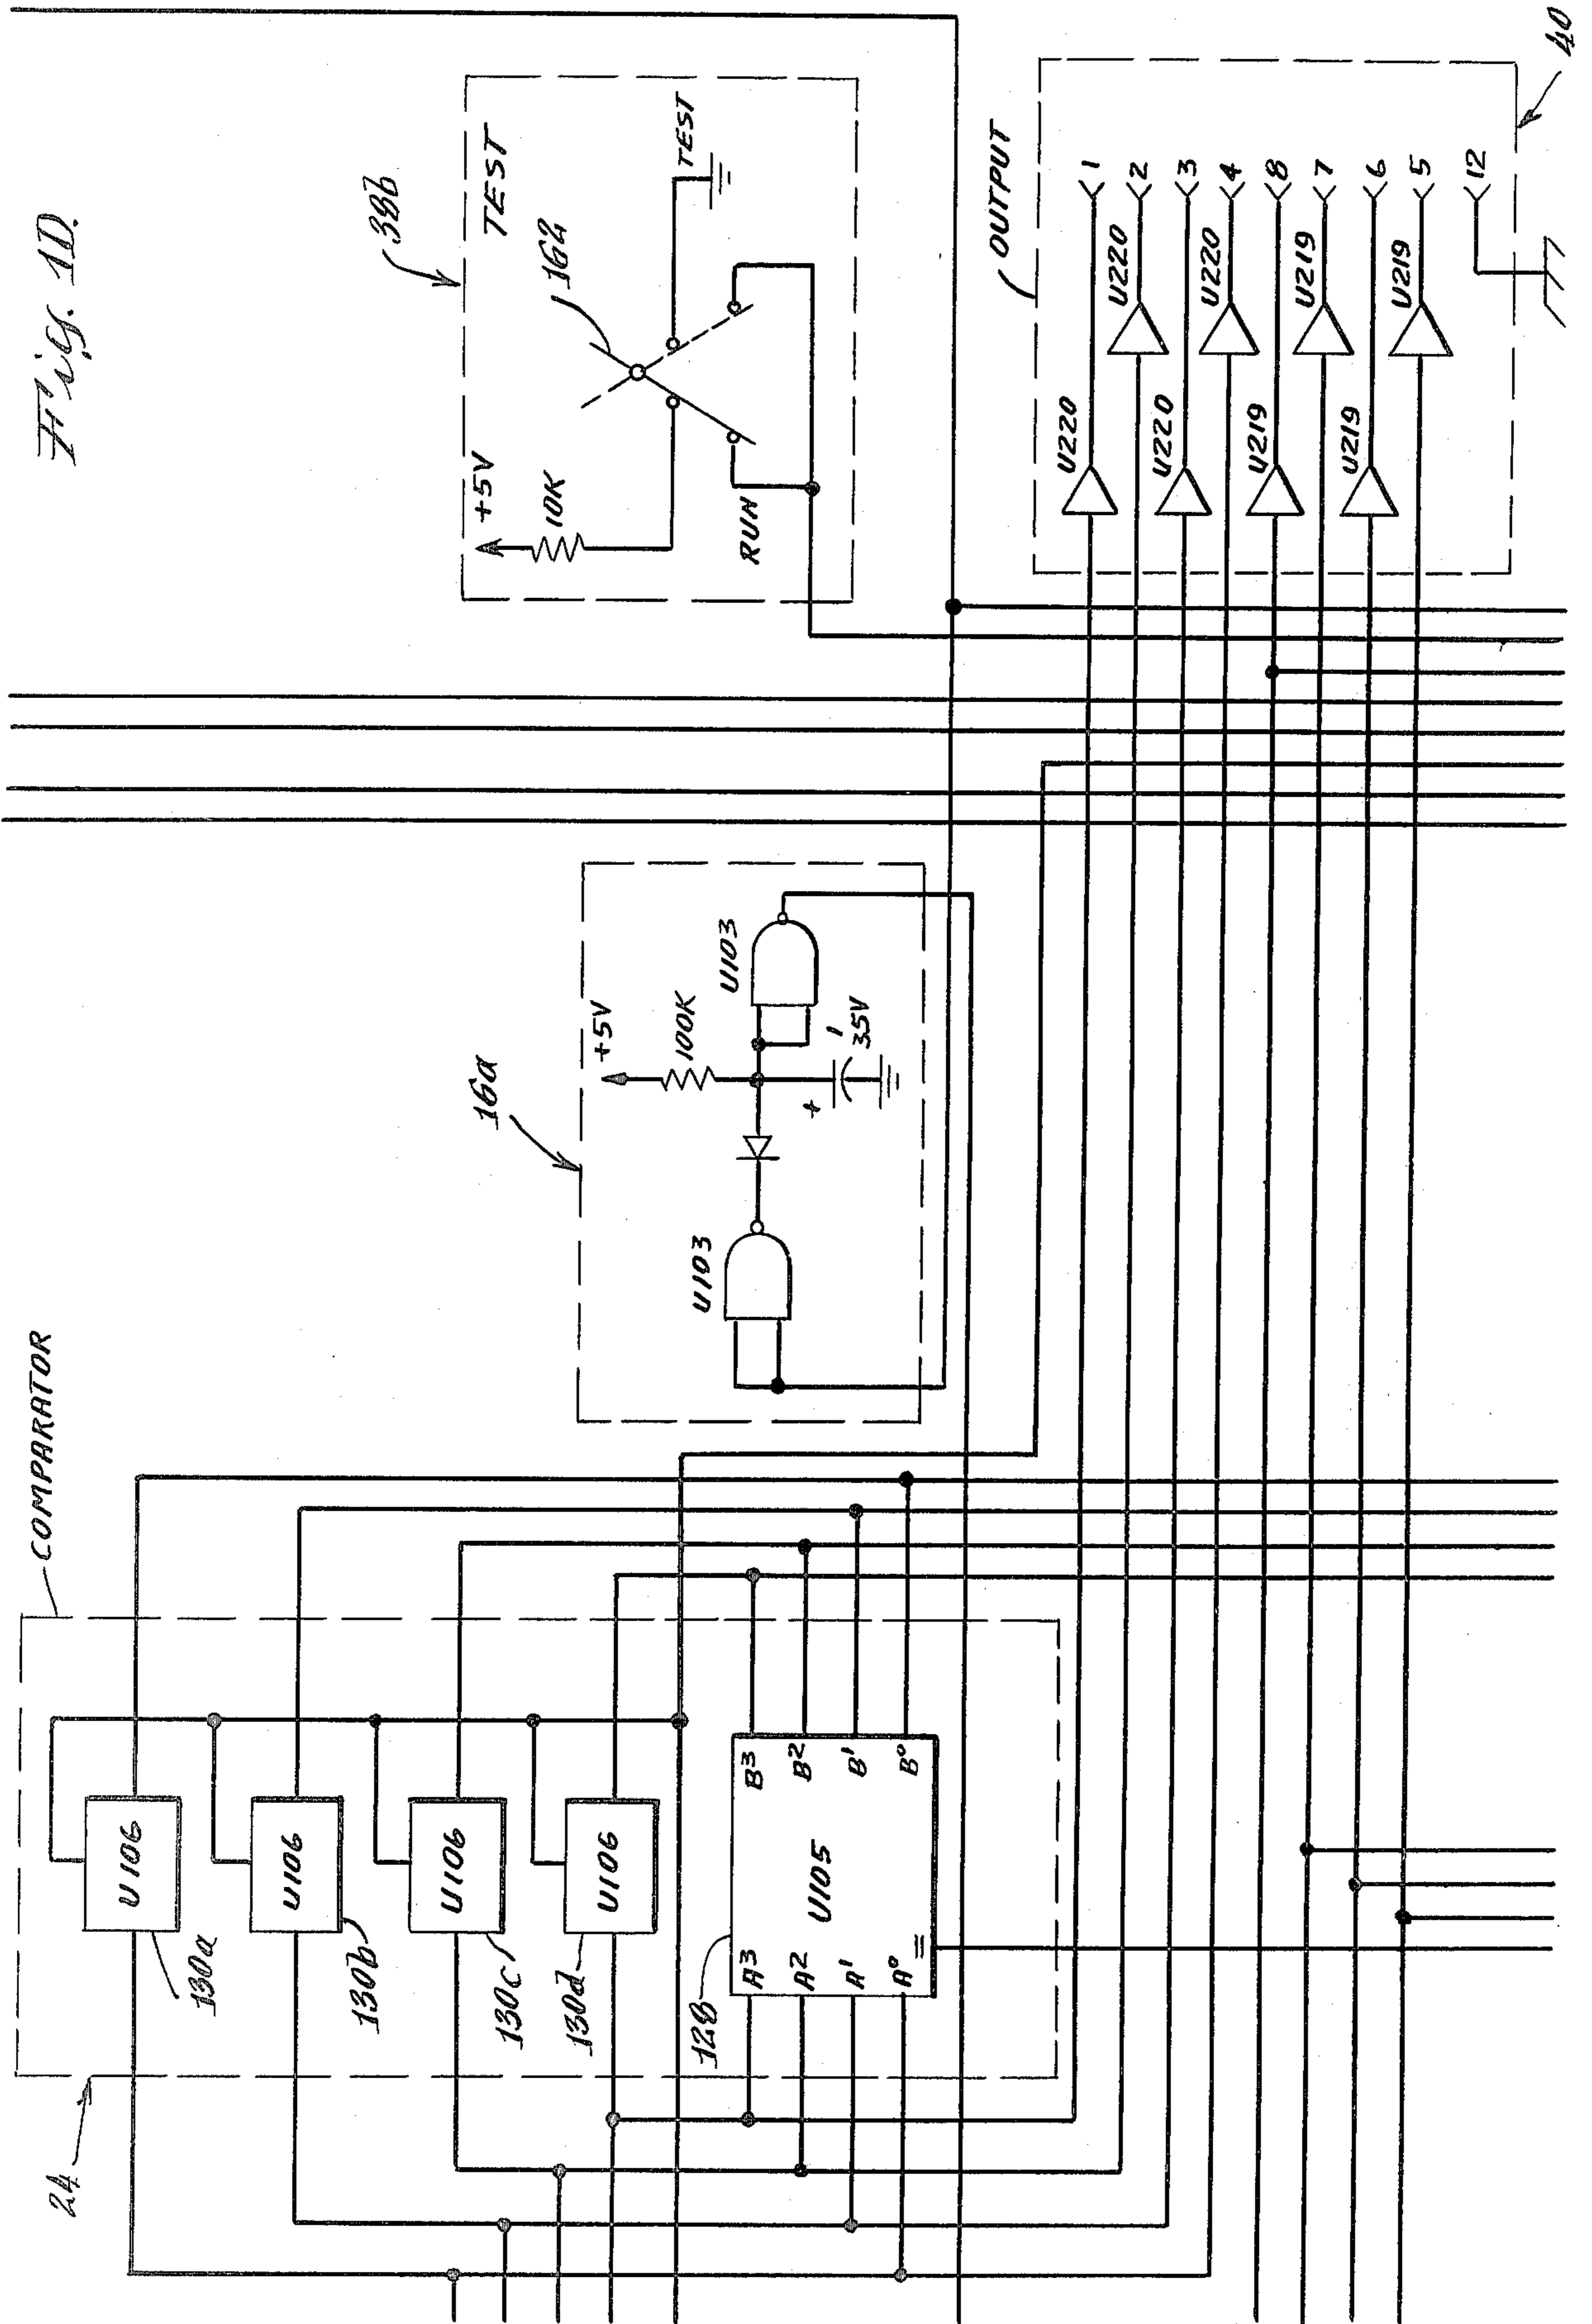 Fig. 1D.
COMPARATOR
24
U106
130a
U106
130b
U106
130c
U106
130d
128
U105
A3
A2
A1
A0
=
B3
B2
B1
B0
16a
+5V
100K
U103
U103
+
1
35V
38b
TEST
+5V
10K
162
TEST
RUN
OUTPUT
U220
1
U220
2
U220
3
U220
4
U219
8
U219
7
U219
6
U219
5
12
40